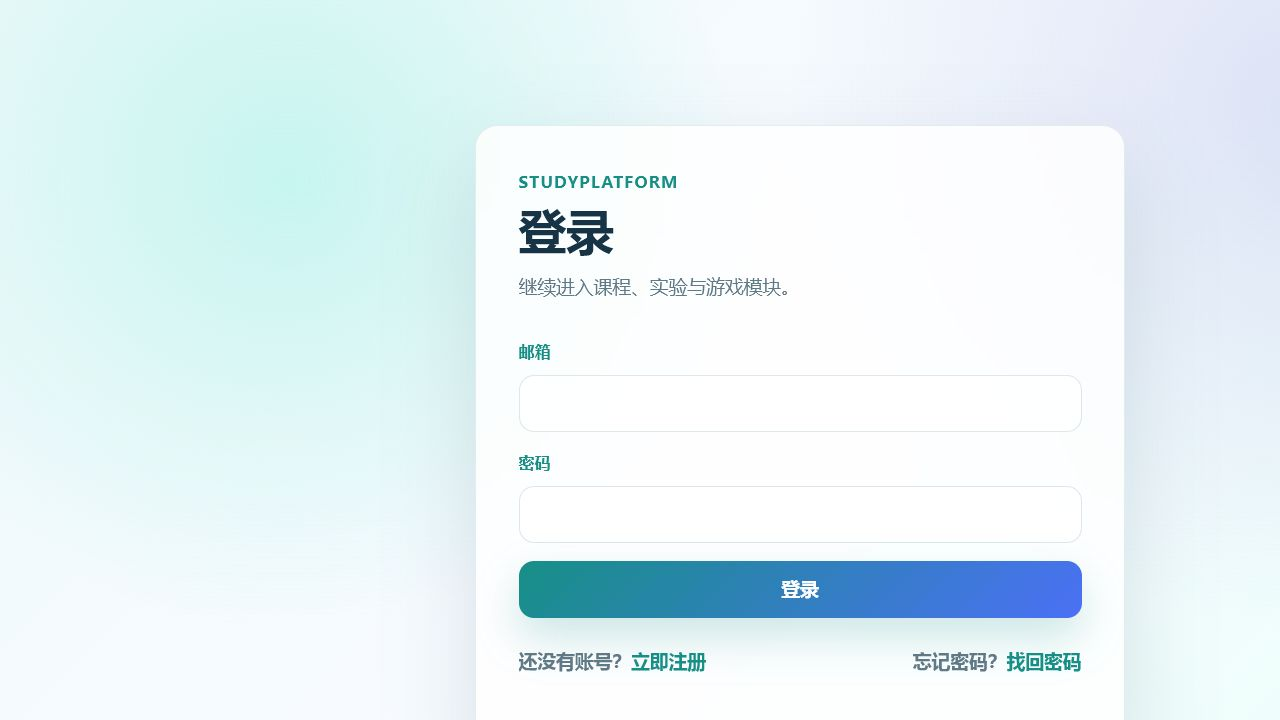 STUDYPLATFORM
登录
继续进入课程、实验与游戏模块。
邮箱
密码
登录
还没有账号？立即注册
忘记密码？找回密码